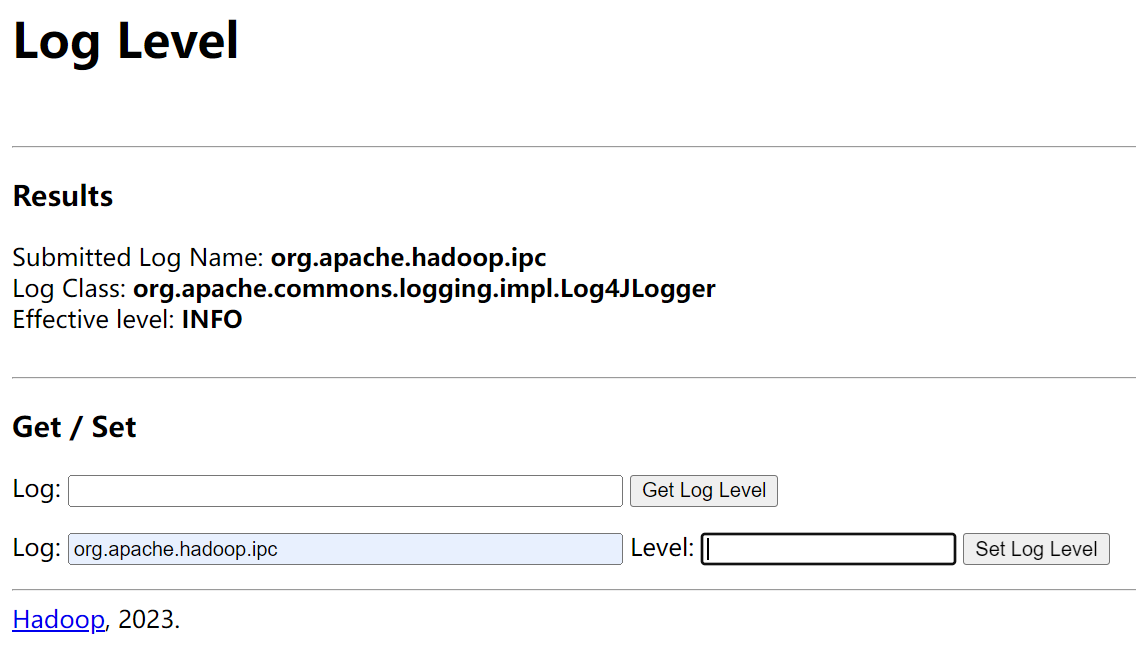 Log Level
Results
Submitted Log Name: org.apache.hadoop.ipc
Log Class: org.apache.commons.logging.impl.Log4JLogger
Effective level: INFO
Get / Set
Log: Get Log Level
Log: org.apache.hadoop.ipc Level: Set Log Level
Hadoop, 2023.